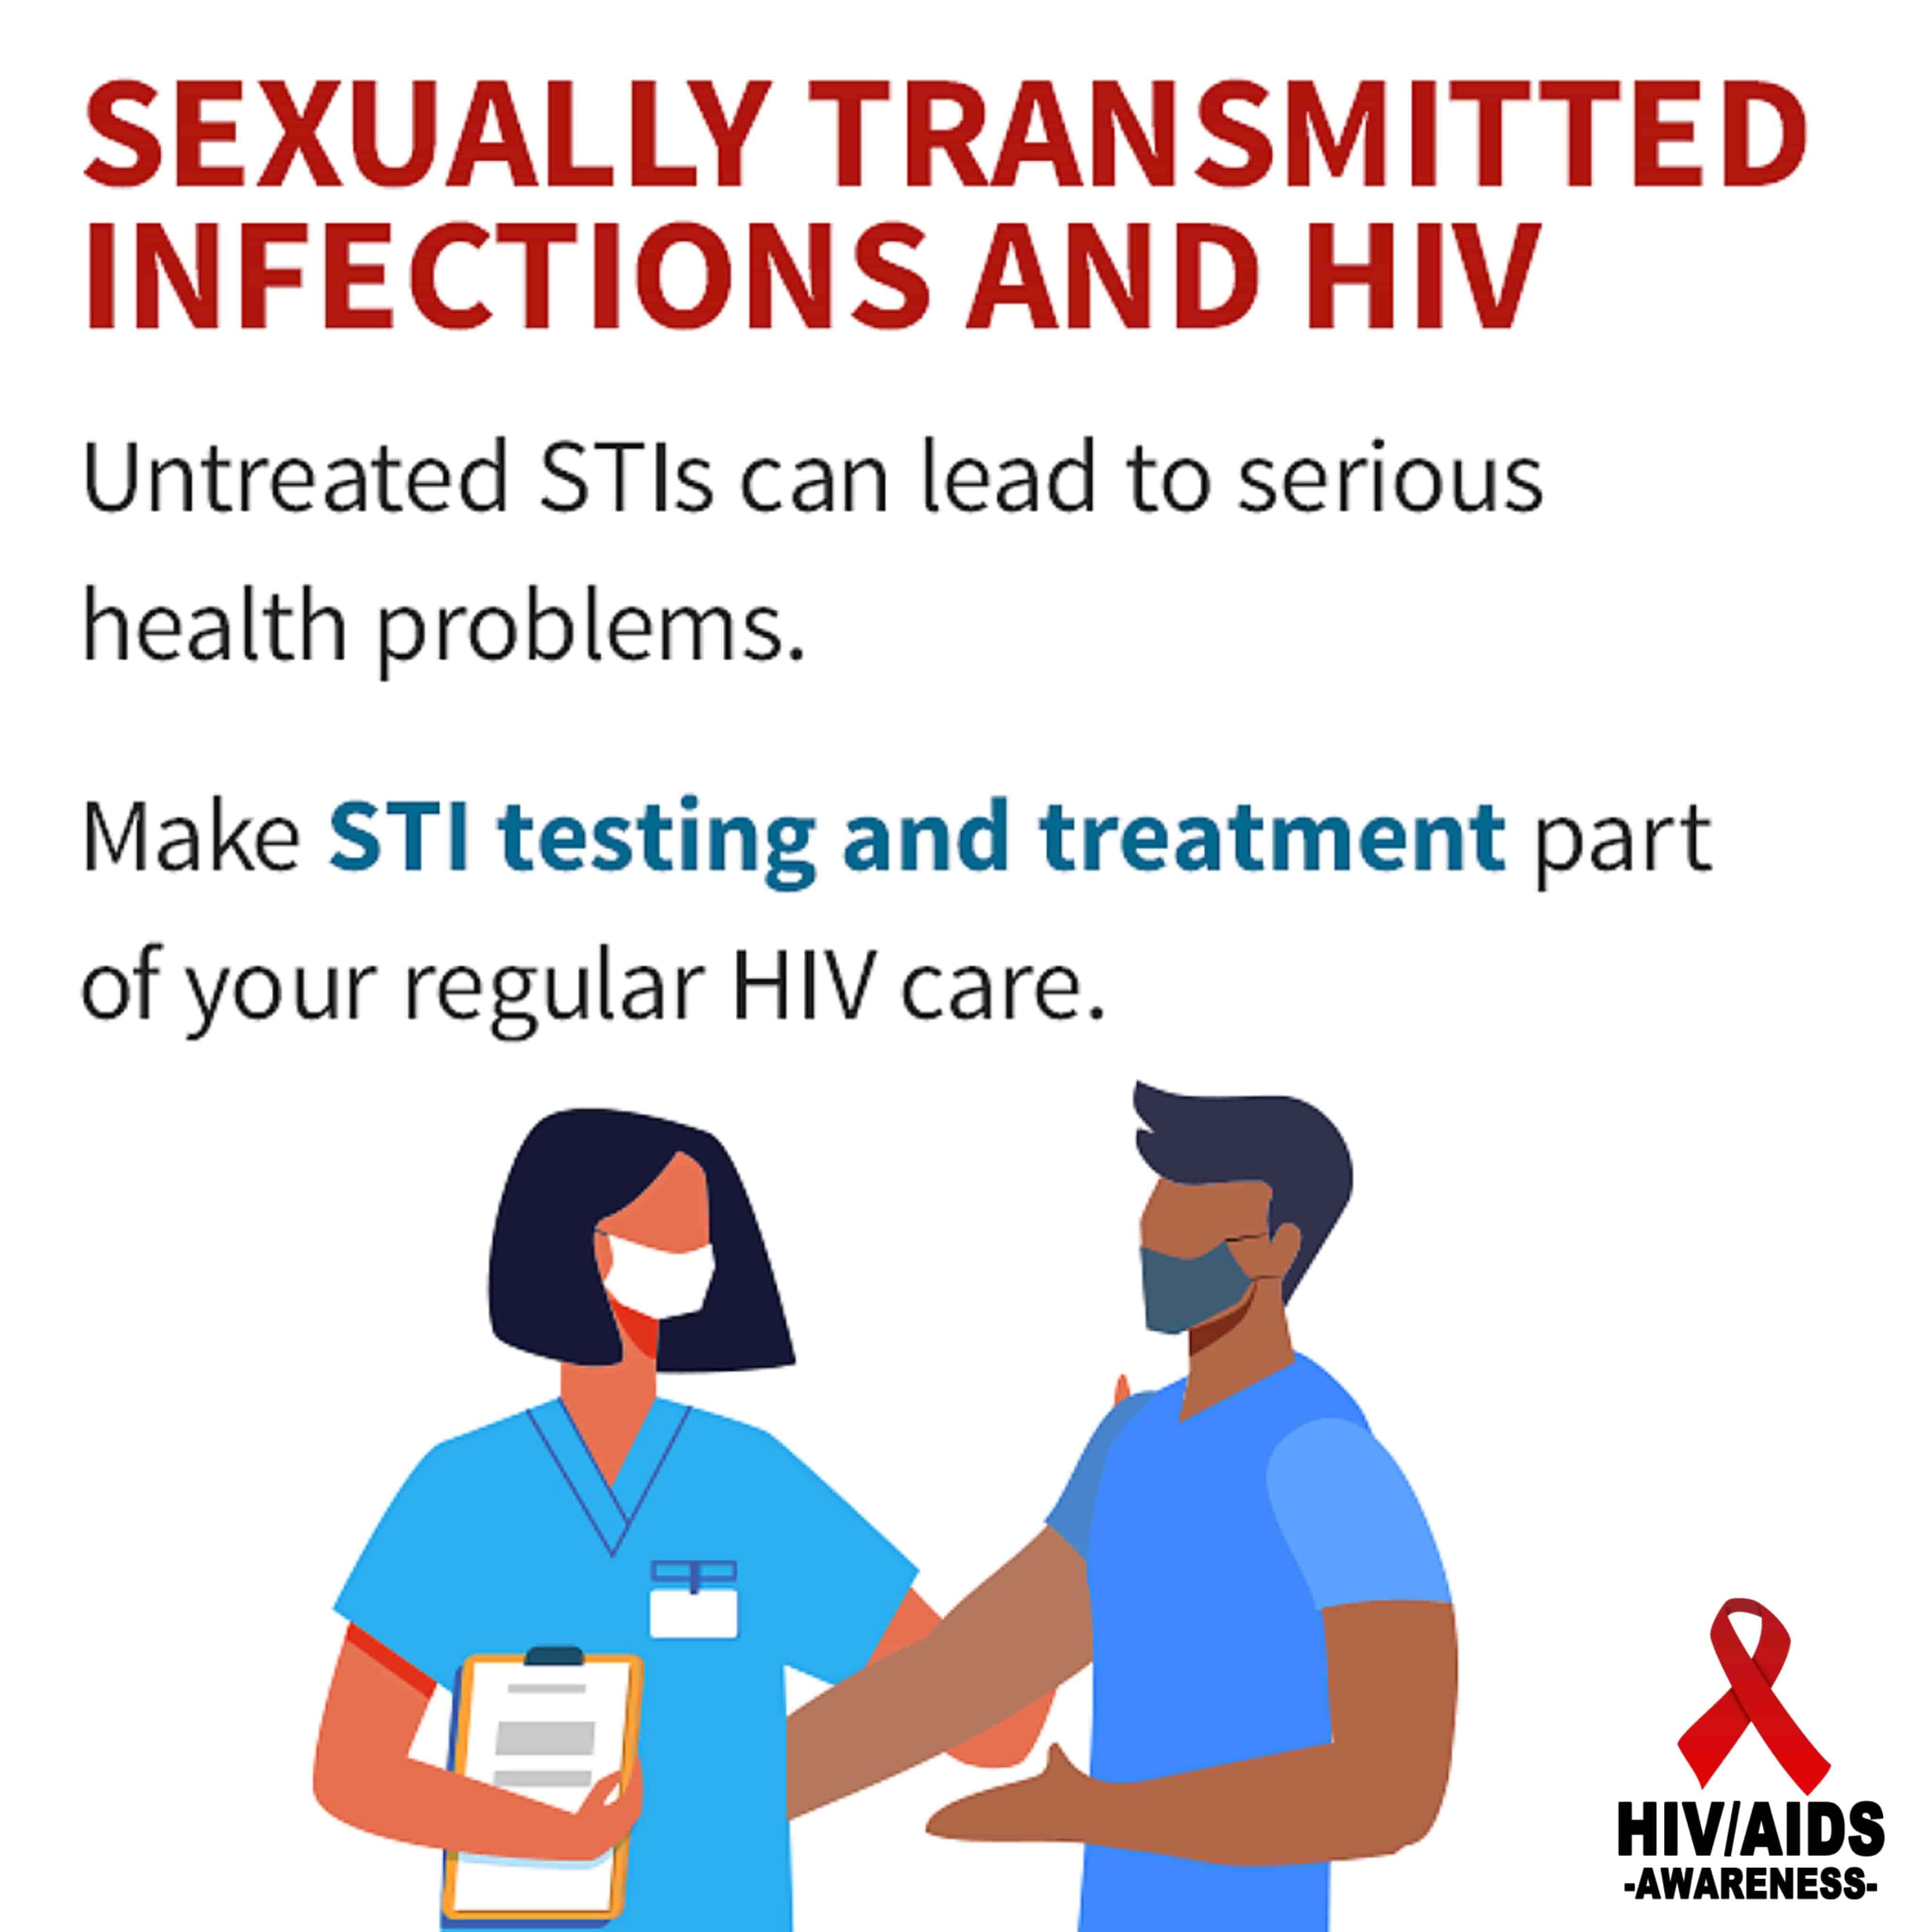 SEXUALLY TRANSMITTED
INFECTIONS AND HIV
Untreated STIs can lead to serious
health problems.
Make STI testing and treatment part
of your regular HIV care.
HIV//AIDS
-AWARENESS-